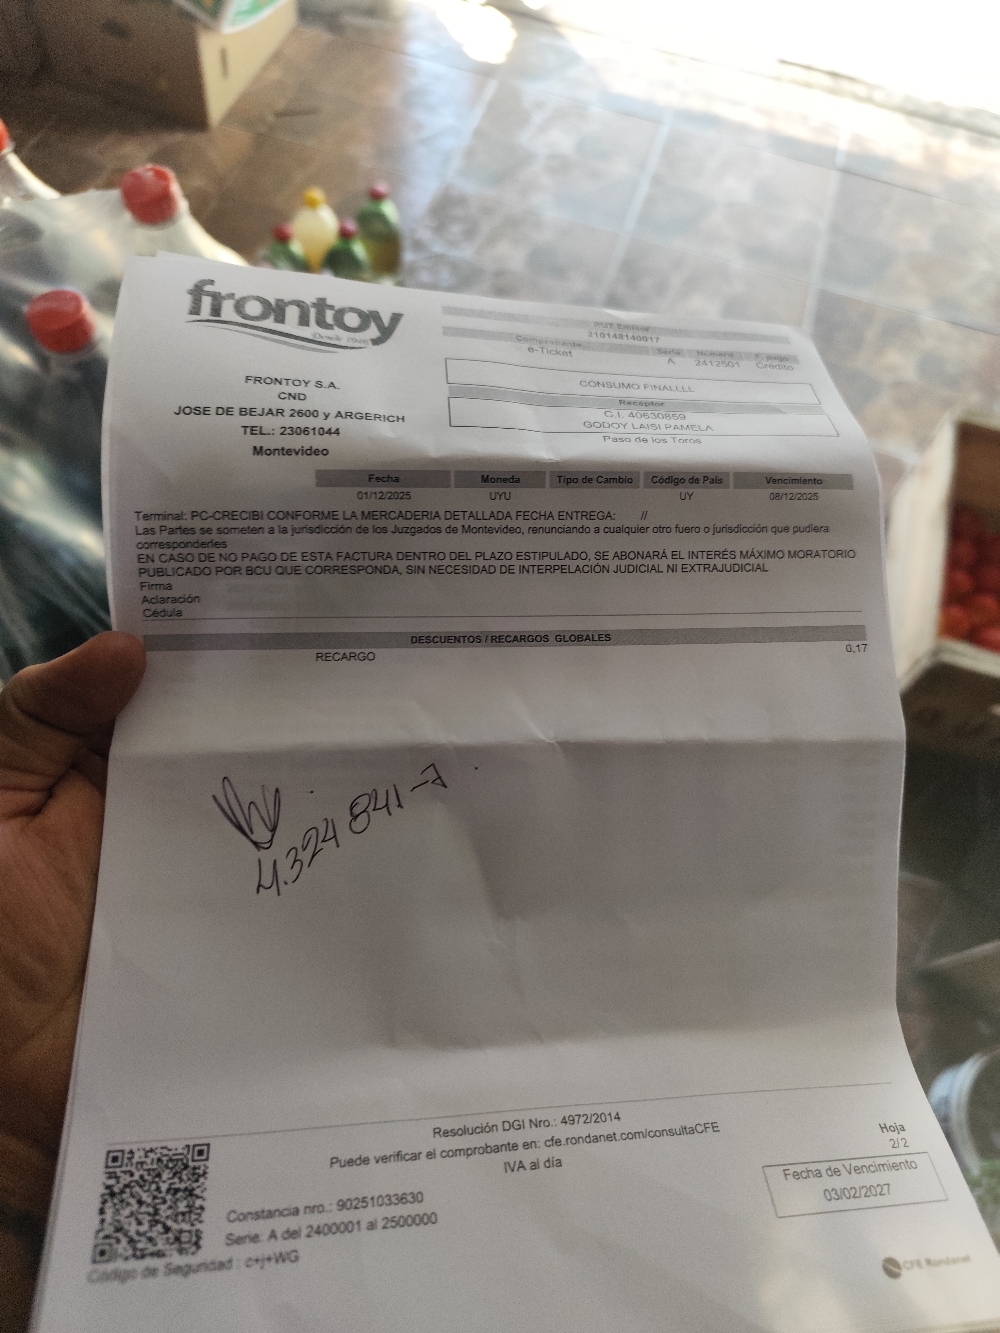 frontoy
Desde 1946
RUT Emisor
210148140017
Comprobante Serie Número F. pago
e-Ticket A 2412501 Crédito
CONSUMO FINALLLL
Receptor
C.I. 40630859
GODOY LAISI PAMELA
Paso de los Toros
FRONTOY S.A.
CND
JOSE DE BEJAR 2600 y ARGERICH
TEL.: 23061044
Montevideo
Fecha Moneda Tipo de Cambio Código de País Vencimiento
01/12/2025 UYU UY 08/12/2025
Terminal: PC-CRECIBI CONFORME LA MERCADERIA DETALLADA FECHA ENTREGA: //
Las Partes se someten a la jurisdicción de los Juzgados de Montevideo, renunciando a cualquier otro fuero o jurisdicción que pudiera
corresponderles
EN CASO DE NO PAGO DE ESTA FACTURA DENTRO DEL PLAZO ESTIPULADO, SE ABONARÁ EL INTERÉS MÁXIMO MORATORIO
PUBLICADO POR BCU QUE CORRESPONDA, SIN NECESIDAD DE INTERPELACIÓN JUDICIAL NI EXTRAJUDICIAL
Firma
Aclaración
Cédula
DESCUENTOS / RECARGOS GLOBALES
RECARGO 0,17
4.324841-7
Resolución DGI Nro.: 4972/2014
Puede verificar el comprobante en: cfe.rondanet.com/consultaCFE
IVA al día
Hoja
2/2
Fecha de Vencimiento
03/02/2027
Constancia nro.: 90251033630
Serie: A del 2400001 al 2500000
Código de Seguridad : c+j+WG
CFE Rondanet